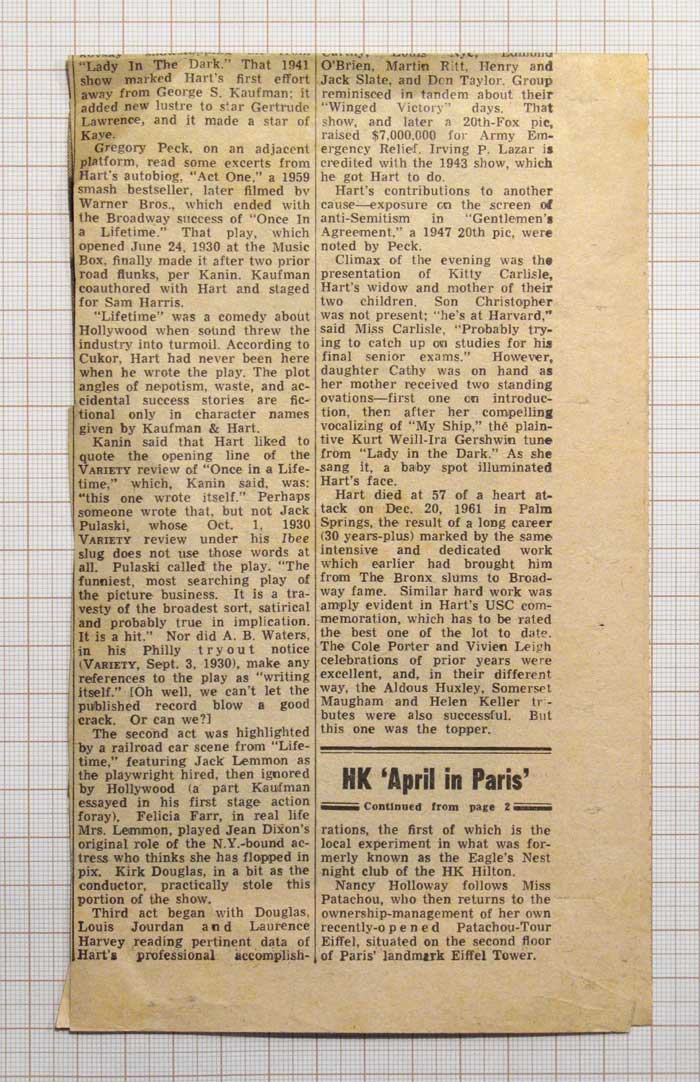 "Lady In The Dark." That 1941
show marked Hart's first effort
away from George S. Kaufman; it
added new lustre to star Gertrude
Lawrence, and it made a star of
Kaye.
Gregory Peck, on an adjacent
platform, read some excerts from
Hart's autobiog, "Act One," a 1959
smash bestseller, later filmed by
Warner Bros., which ended with
the Broadway success of "Once In
a Lifetime." That play, which
opened June 24, 1930 at the Music
Box, finally made it after two prior
road flunks, per Kanin. Kaufman
coauthored with Hart and staged
for Sam Harris.
"Lifetime" was a comedy about
Hollywood when sound threw the
industry into turmoil. According to
Cukor, Hart had never been here
when he wrote the play. The plot
angles of nepotism, waste, and ac-
cidental success stories are fic-
tional only in character names
given by Kaufman & Hart.
Kanin said that Hart liked to
quote the opening line of the
VARIETY review of "Once in a Life-
time," which, Kanin said, was:
"this one wrote itself." Perhaps
someone wrote that, but not Jack
Pulaski, whose Oct. 1, 1930
VARIETY review under his Ibee
slug does not use those words at
all. Pulaski called the play. "The
funniest, most searching play of
the picture business. It is a tra-
vesty of the broadest sort, satirical
and probably true in implication.
It is a hit." Nor did A. B. Waters,
in his Philly tryout notice
(VARIETY, Sept. 3, 1930), make any
references to the play as "writing
itself." [Oh well, we can't let the
published record blow a good
crack. Or can we?]
The second act was highlighted
by a railroad car scene from "Life-
time," featuring Jack Lemmon as
the playwright hired, then ignored
by Hollywood (a part Kaufman
essayed in his first stage action
foray). Felicia Farr, in real life
Mrs. Lemmon, played Jean Dixon's
original role of the N.Y.-bound ac-
tress who thinks she has flopped in
pix. Kirk Douglas, in a bit as the
conductor, practically stole this
portion of the show.
Third act began with Douglas,
Louis Jourdan and Laurence
Harvey reading pertinent data of
Hart's professional accomplish-
O'Brien, Martin Ritt, Henry and
Jack Slate, and Don Taylor. Group
reminisced in tandem about their
"Winged Victory" days. That
show, and later a 20th-Fox pic,
raised $7,000,000 for Army Em-
ergency Relief. Irving P. Lazar is
credited with the 1943 show, which
he got Hart to do.
Hart's contributions to another
cause—exposure on the screen of
anti-Semitism in "Gentlemen's
Agreement," a 1947 20th pic, were
noted by Peck.
Climax of the evening was the
presentation of Kitty Carlisle,
Hart's widow and mother of their
two children. Son Christopher
was not present; "he's at Harvard,"
said Miss Carlisle, "Probably try-
ing to catch up on studies for his
final senior exams." However,
daughter Cathy was on hand as
her mother received two standing
ovations—first one on introduc-
tion, then after her compelling
vocalizing of "My Ship," the plain-
tive Kurt Weill-Ira Gershwin tune
from "Lady in the Dark." As she
sang it, a baby spot illuminated
Hart's face.
Hart died at 57 of a heart at-
tack on Dec. 20, 1961 in Palm
Springs, the result of a long career
(30 years-plus) marked by the same
intensive and dedicated work
which earlier had brought him
from The Bronx slums to Broad-
way fame. Similar hard work was
amply evident in Hart's USC com-
memoration, which has to be rated
the best one of the lot to date.
The Cole Porter and Vivien Leigh
celebrations of prior years were
excellent, and, in their different
way, the Aldous Huxley, Somerset
Maugham and Helen Keller tri-
butes were also successful. But
this one was the topper.
HK 'April in Paris'
Continued from page 2
rations, the first of which is the
local experiment in what was for-
merly known as the Eagle's Nest
night club of the HK Hilton.
Nancy Holloway follows Miss
Patachou, who then returns to the
ownership-management of her own
recently-opened Patachou-Tour
Eiffel, situated on the second floor
of Paris' landmark Eiffel Tower.